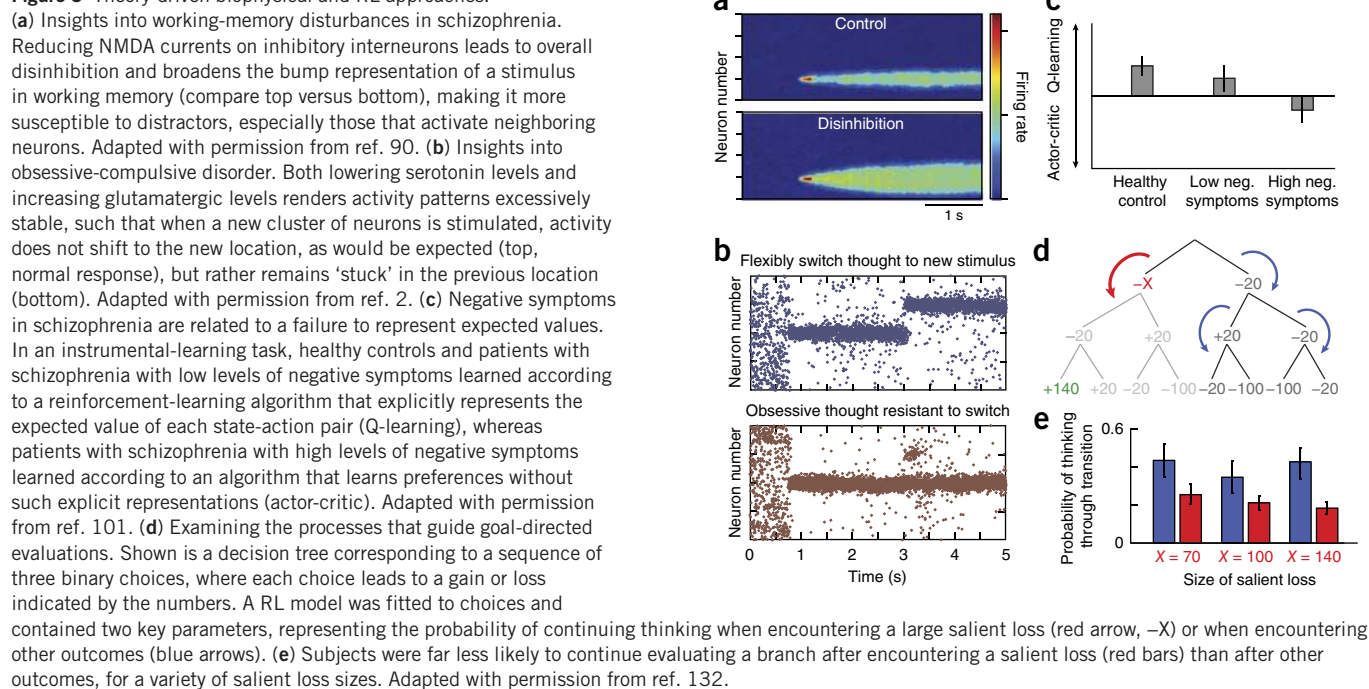 Figure 3 Theory-driven biophysical and RL approaches.
(a) Insights into working-memory disturbances in schizophrenia.
Reducing NMDA currents on inhibitory interneurons leads to overall
disinhibition and broadens the bump representation of a stimulus
in working memory (compare top versus bottom), making it more
susceptible to distractors, especially those that activate neighboring
neurons. Adapted with permission from ref. 90. (b) Insights into
obsessive-compulsive disorder. Both lowering serotonin levels and
increasing glutamatergic levels renders activity patterns excessively
stable, such that when a new cluster of neurons is stimulated, activity
does not shift to the new location, as would be expected (top,
normal response), but rather remains ‘stuck’ in the previous location
(bottom). Adapted with permission from ref. 2. (c) Negative symptoms
in schizophrenia are related to a failure to represent expected values.
In an instrumental-learning task, healthy controls and patients with
schizophrenia with low levels of negative symptoms learned according
to a reinforcement-learning algorithm that explicitly represents the
expected value of each state-action pair (Q-learning), whereas
patients with schizophrenia with high levels of negative symptoms
learned according to an algorithm that learns preferences without
such explicit representations (actor-critic). Adapted with permission
from ref. 101. (d) Examining the processes that guide goal-directed
evaluations. Shown is a decision tree corresponding to a sequence of
three binary choices, where each choice leads to a gain or loss
indicated by the numbers. A RL model was fitted to choices and
contained two key parameters, representing the probability of continuing thinking when encountering a large salient loss (red arrow, –X) or when encountering
other outcomes (blue arrows). (e) Subjects were far less likely to continue evaluating a branch after encountering a salient loss (red bars) than after other
outcomes, for a variety of salient loss sizes. Adapted with permission from ref. 132.
a
Control
Disinhibition
Neuron number
Firing rate
1 s
b
Flexibly switch thought to new stimulus
Neuron number
Obsessive thought resistant to switch
Neuron number
0 1 2 3 4 5
Time (s)
c
Actor-critic Q-learning
Healthy control
Low neg. symptoms
High neg. symptoms
d
–X –20
–20 +20 +20 –20
+140 +20 –20 –100 –20 –100 –100 –20
e
0.6
0
Probability of thinking
through transition
X = 70 X = 100 X = 140
Size of salient loss